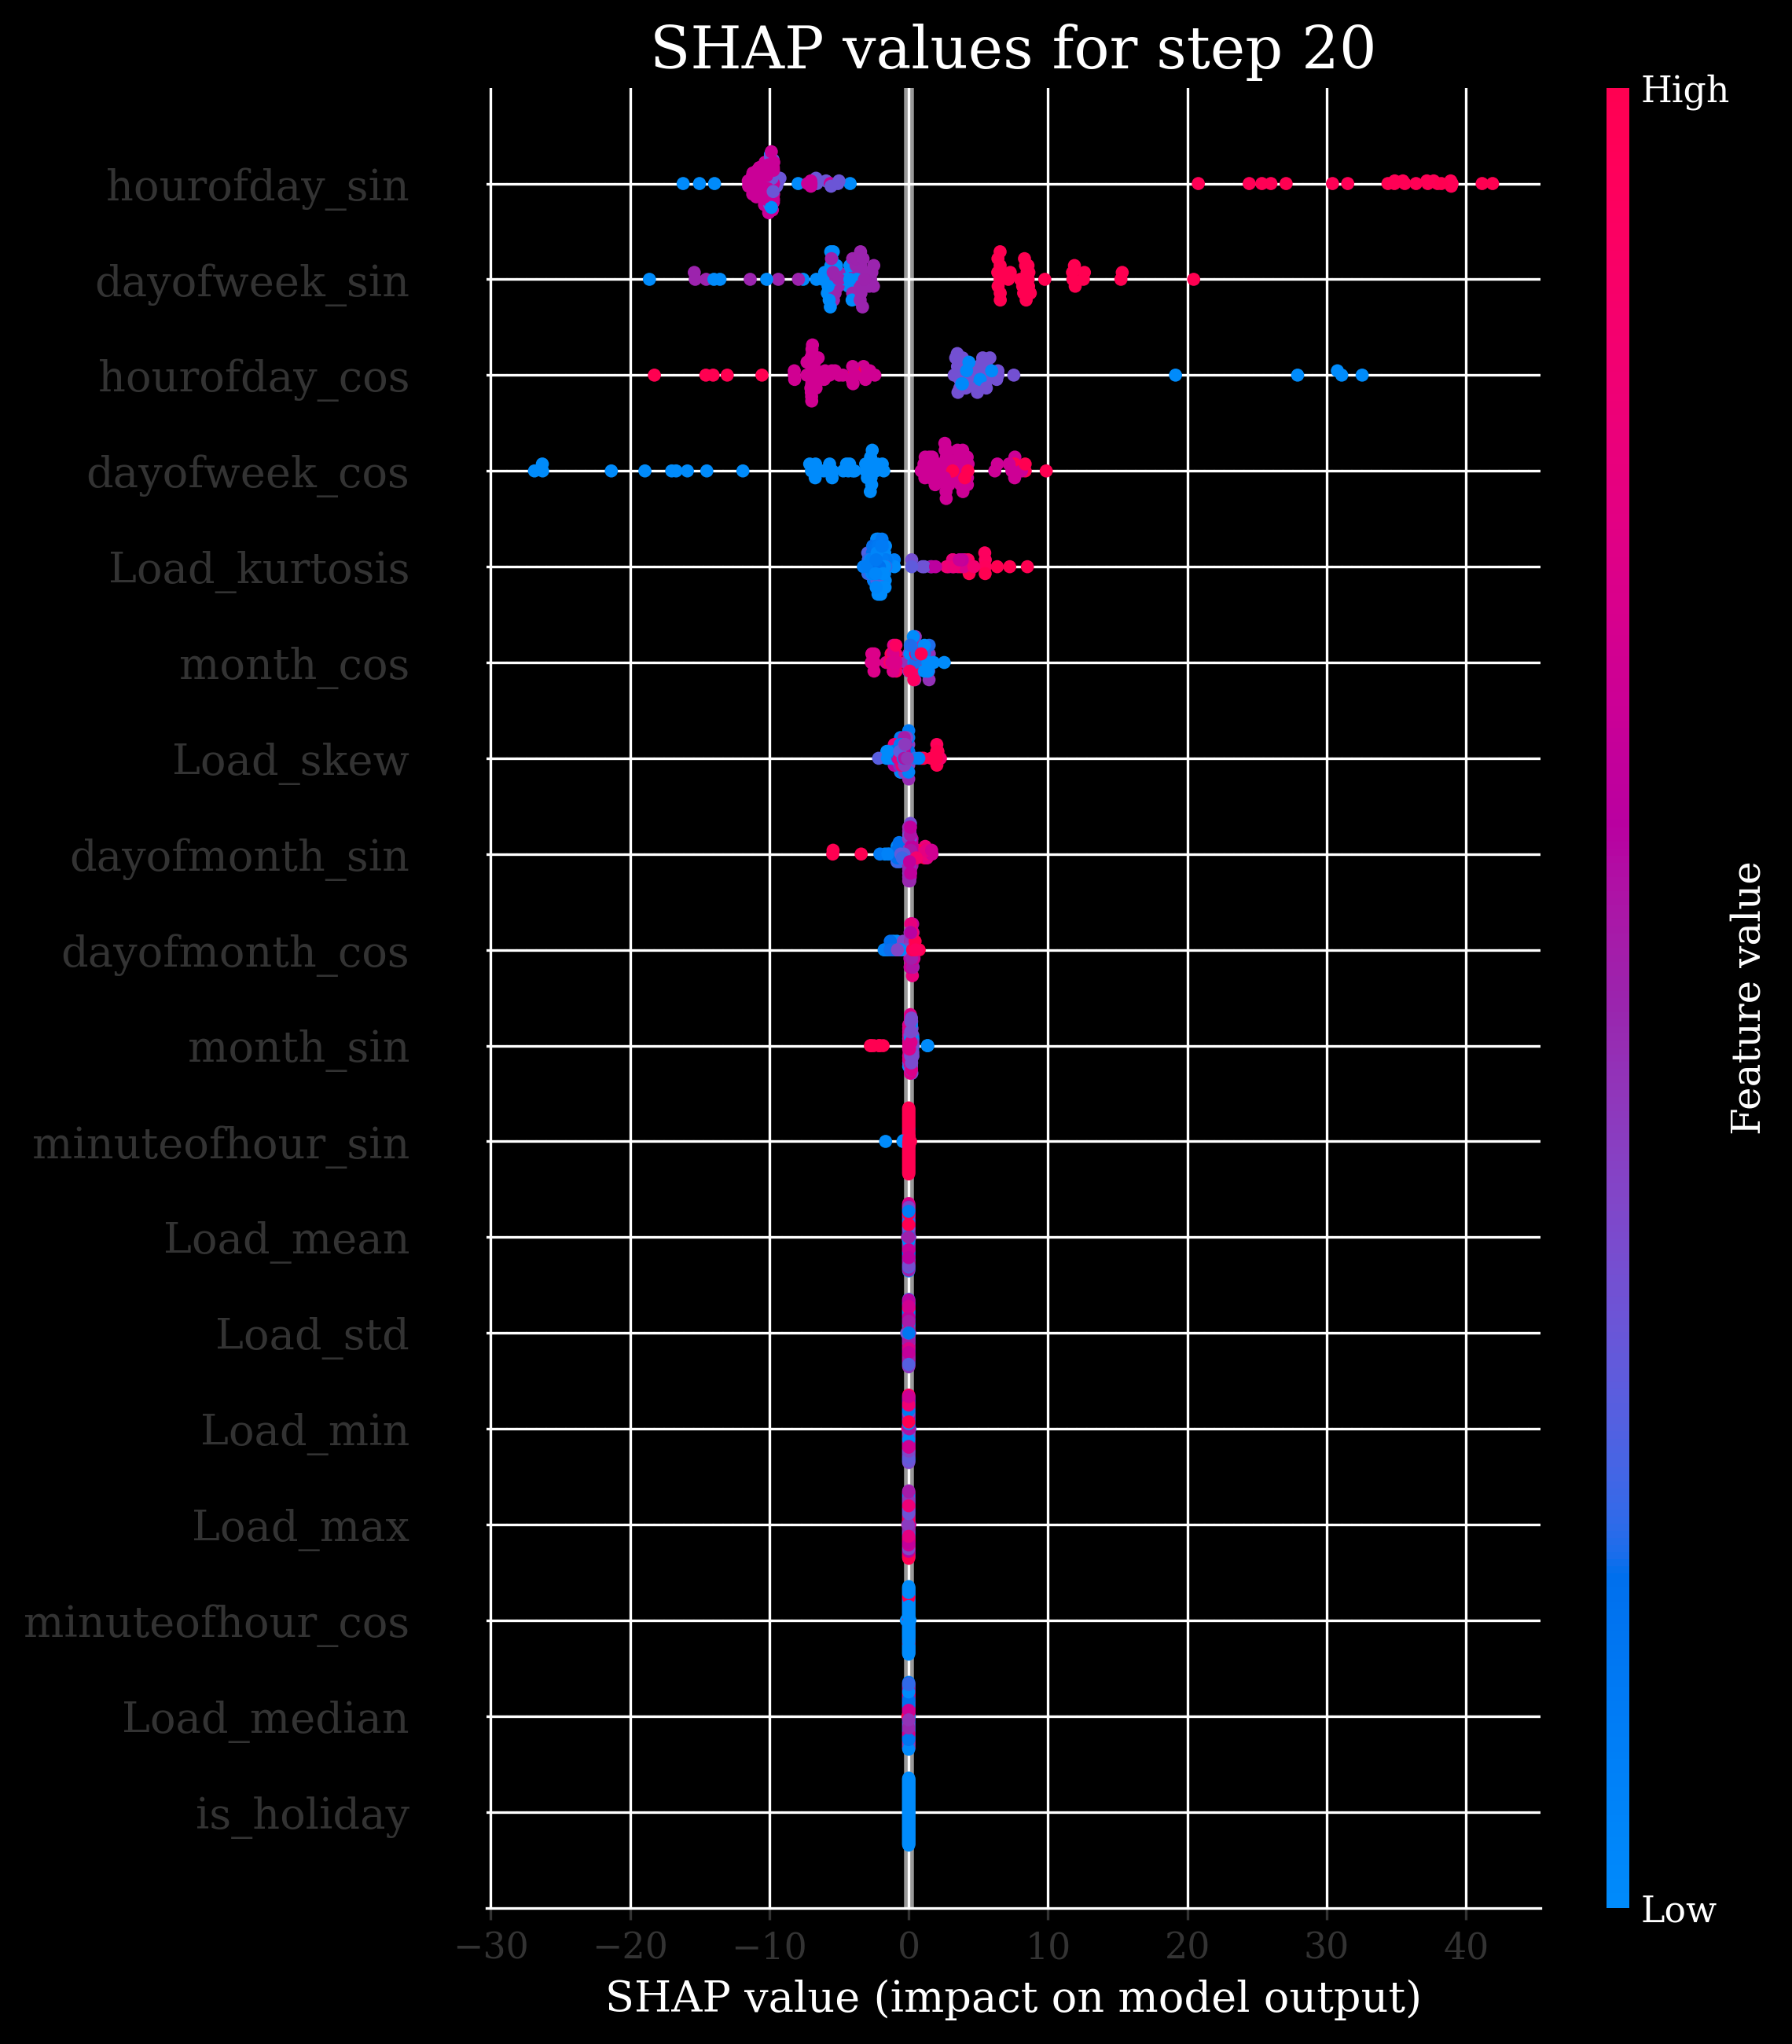 SHAP values for step 20
High
hourofday_sin
dayofweek_sin
hourofday_cos
dayofweek_cos
Load_kurtosis
month_cos
Load_skew
dayofmonth_sin
dayofmonth_cos
month_sin
minuteofhour_sin
Load_mean
Load_std
Load_min
Load_max
minuteofhour_cos
Load_median
is_holiday
Feature value
Low
−30 −20 −10 0 10 20 30 40
SHAP value (impact on model output)